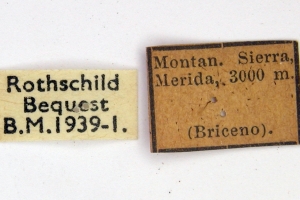 Rothschild
Bequest
B.M.1939-1.
Montan. Sierra,
Merida, 3000 m.
(Briceno).